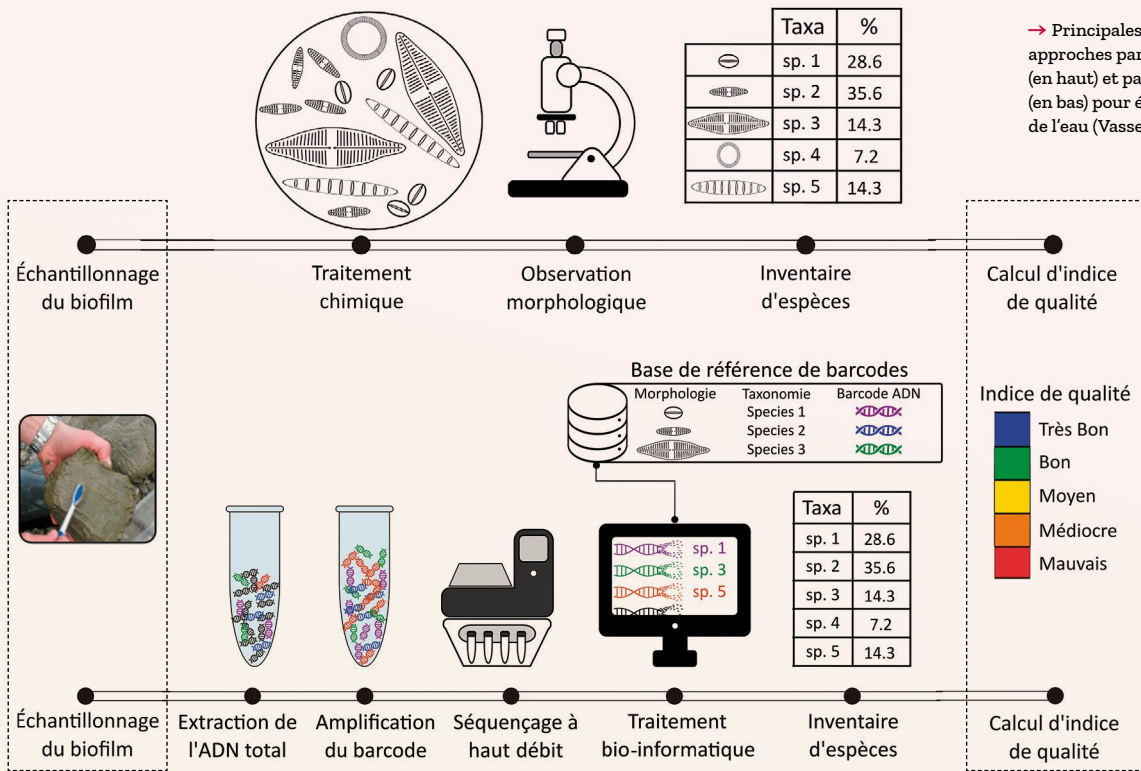 Taxa %
sp. 1 28.6
sp. 2 35.6
sp. 3 14.3
sp. 4 7.2
sp. 5 14.3
→ Principales
approches par
(en haut) et pa
(en bas) pour é
de l'eau (Vasse
Échantillonnage
du biofilm
Traitement
chimique
Observation
morphologique
Inventaire
d'espèces
Calcul d'indice
de qualité
Base de référence de barcodes
Morphologie Taxonomie Barcode ADN
Species 1
Species 2
Species 3
Indice de qualité
Très Bon
Bon
Moyen
Médiocre
Mauvais
sp. 1
sp. 3
sp. 5
Taxa %
sp. 1 28.6
sp. 2 35.6
sp. 3 14.3
sp. 4 7.2
sp. 5 14.3
Échantillonnage
du biofilm
Extraction de
l'ADN total
Amplification
du barcode
Séquençage à
haut débit
Traitement
bio-informatique
Inventaire
d'espèces
Calcul d'indice
de qualité